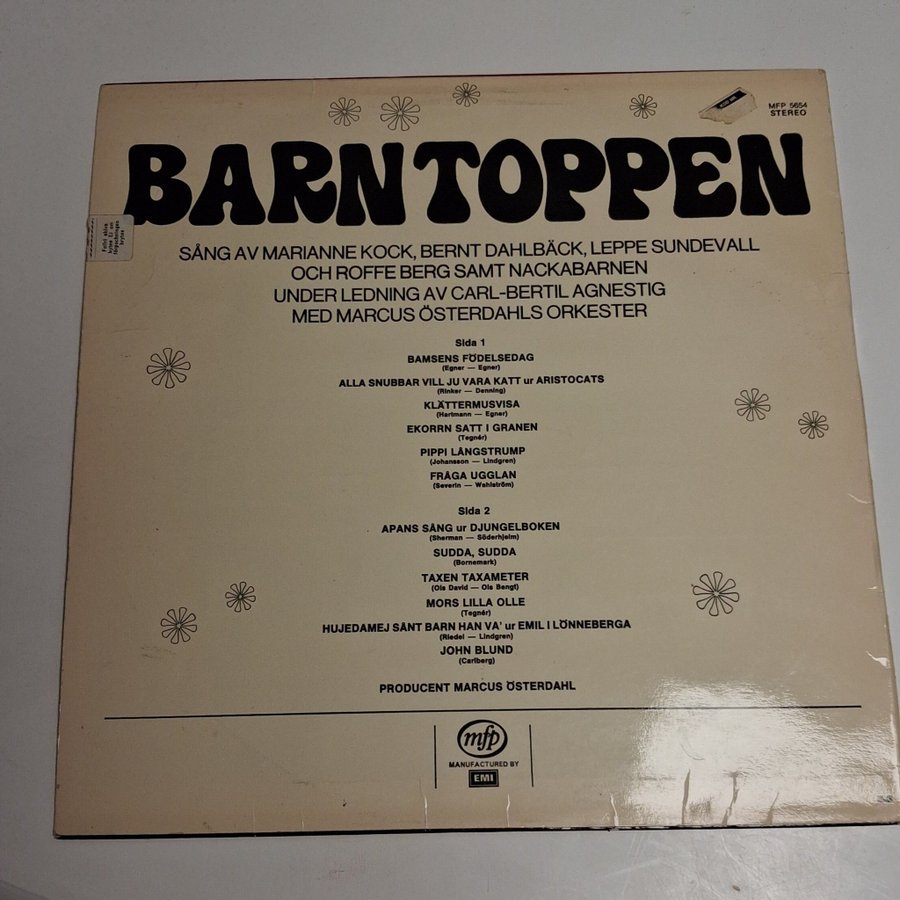 MFP 5654
STEREO
BARNTOPPEN
SÅNG AV MARIANNE KOCK, BERNT DAHLBÄCK, LEPPE SUNDEVALL
OCH ROFFE BERG SAMT NACKABARNEN
UNDER LEDNING AV CARL-BERTIL AGNESTIG
MED MARCUS ÖSTERDAHLS ORKESTER
Sida 1
BAMSENS FÖDELSEDAG
(Egner — Egner)
ALLA SNUBBAR VILL JU VARA KATT ur ARISTOCATS
(Rinker — Denning)
KLÄTTERMUSVISA
(Hartmann — Egner)
EKORRN SATT I GRANEN
(Tegnér)
PIPPI LÅNGSTRUMP
(Johansson — Lindgren)
FRÅGA UGGLAN
(Severin — Wahlström)
Sida 2
APANS SÅNG ur DJUNGELBOKEN
(Sherman — Söderhjelm)
SUDDA, SUDDA
(Bornemark)
TAXEN TAXAMETER
(Ols David — Ols Bengt)
MORS LILLA OLLE
(Tegnér)
HUJEDAMEJ SÅNT BARN HAN VA' ur EMIL I LÖNNEBERGA
(Riedel — Lindgren)
JOHN BLUND
(Carlberg)
PRODUCENT MARCUS ÖSTERDAHL
mfp
MANUFACTURED BY
EMI